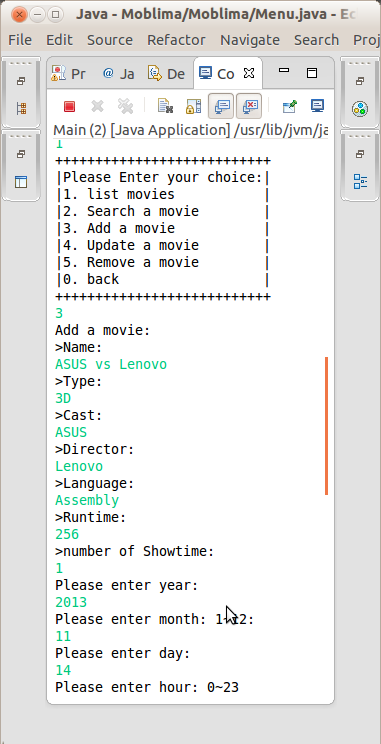 Java - Moblima/Moblima/Menu.java - Ec
File Edit Source Refactor Navigate Search Proj
Pr Ja De Co
Main (2) [Java Application] /usr/lib/jvm/ja
1
+++++++++++++++++++++++++++
|Please Enter your choice:|
|1. list movies |
|2. Search a movie |
|3. Add a movie |
|4. Update a movie |
|5. Remove a movie |
|0. back |
+++++++++++++++++++++++++++
3
Add a movie:
>Name:
ASUS vs Lenovo
>Type:
3D
>Cast:
ASUS
>Director:
Lenovo
>Language:
Assembly
>Runtime:
256
>number of Showtime:
1
Please enter year:
2013
Please enter month: 1~12:
11
Please enter day:
14
Please enter hour: 0~23